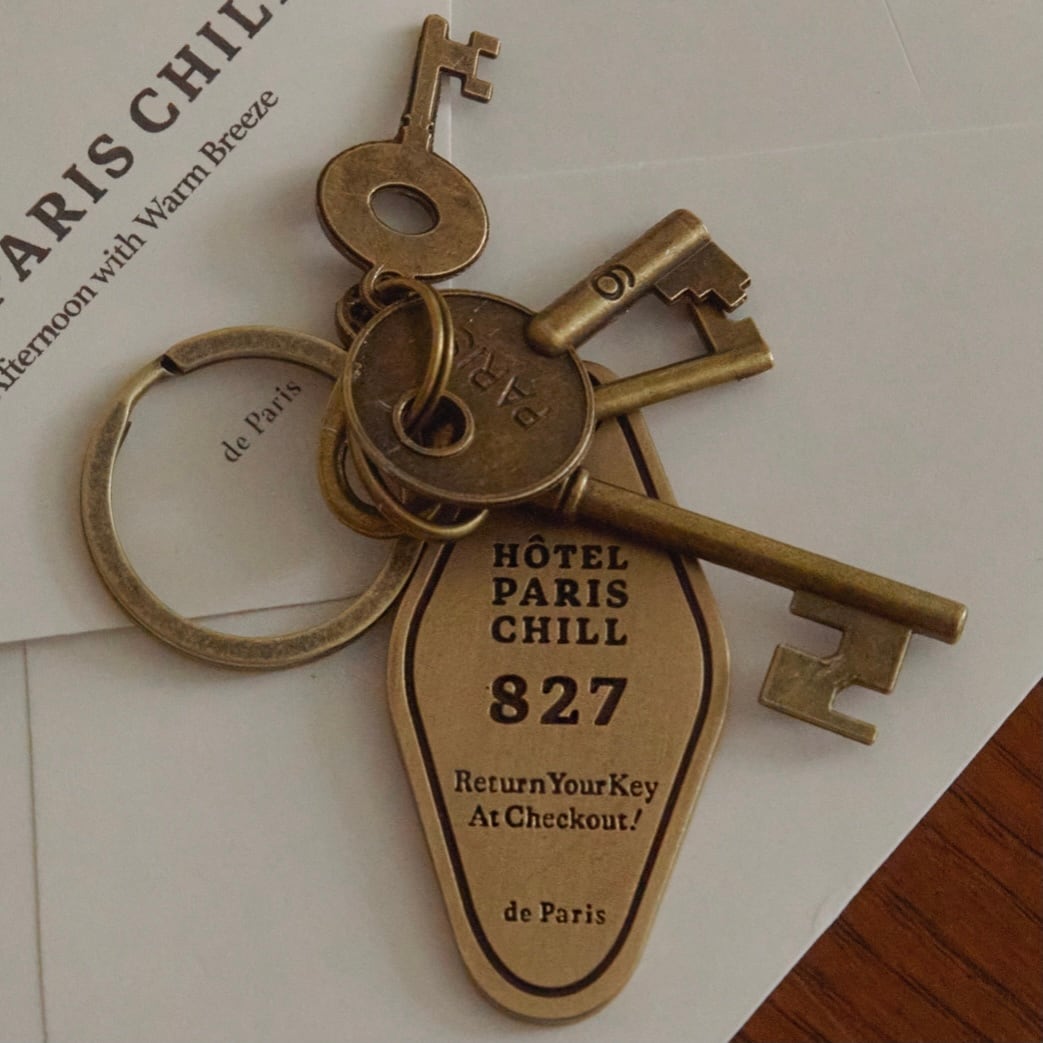 PARIS CHIL
Afternoon with Warm Breeze
de Paris
PARIS
6
HÔTEL
PARIS
CHILL
827
Return Your Key
At Checkout!
de Paris